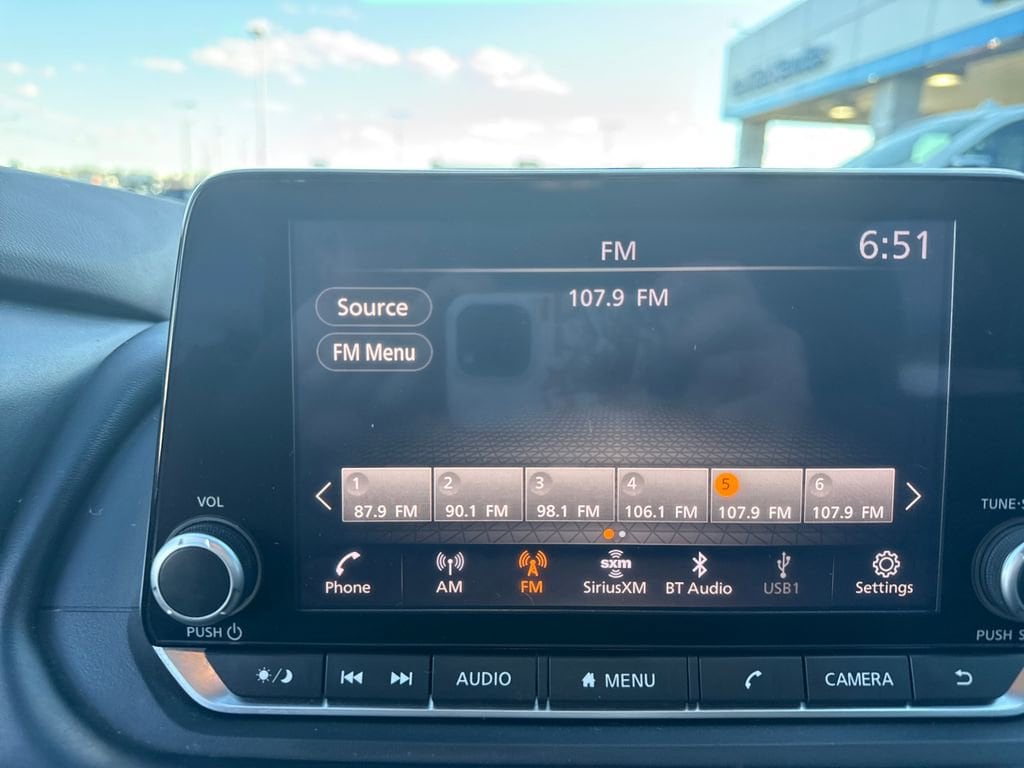 FM
6:51
107.9 FM
Source
FM Menu
1
2
3
4
5
6
87.9 FM
90.1 FM
98.1 FM
106.1 FM
107.9 FM
107.9 FM
VOL
TUNE
Phone
AM
FM
sxm
SiriusXM
BT Audio
USB1
Settings
PUSH
PUSH
AUDIO
MENU
CAMERA